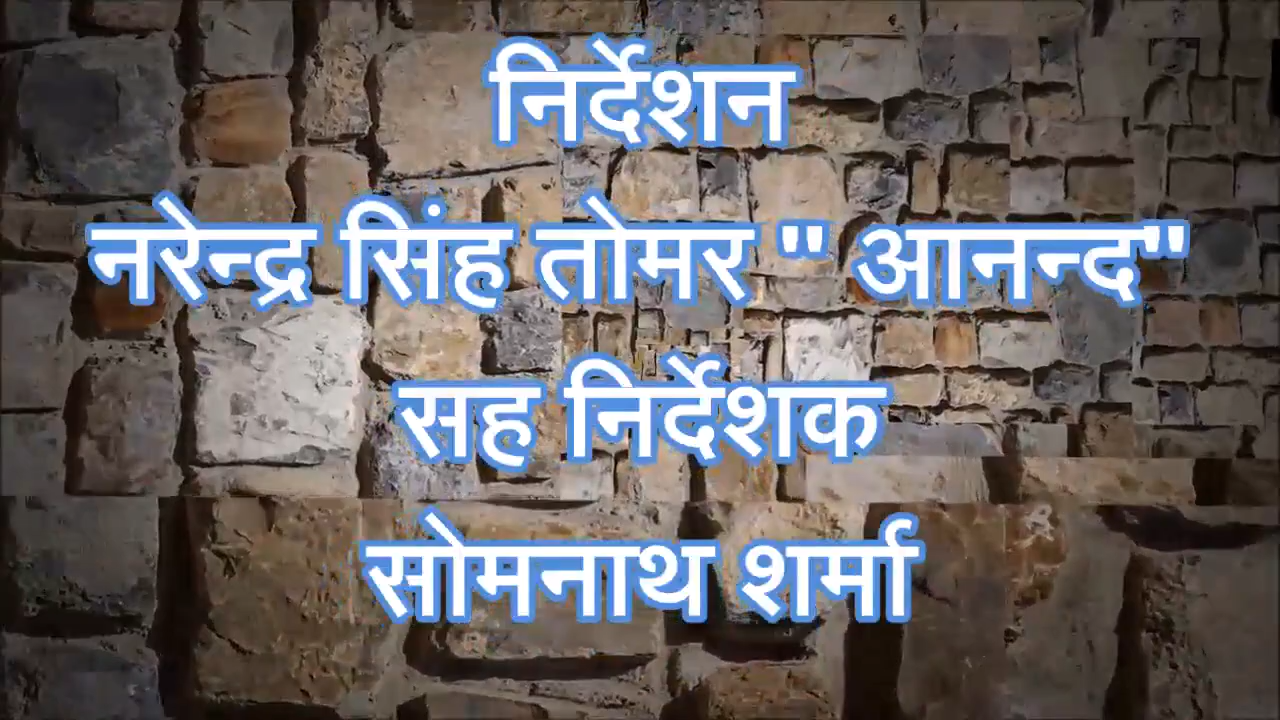 निर्देशन
नरेन्द्र सिंह तोमर " आनन्द"
सह निर्देशक
सोमनाथ शर्मा